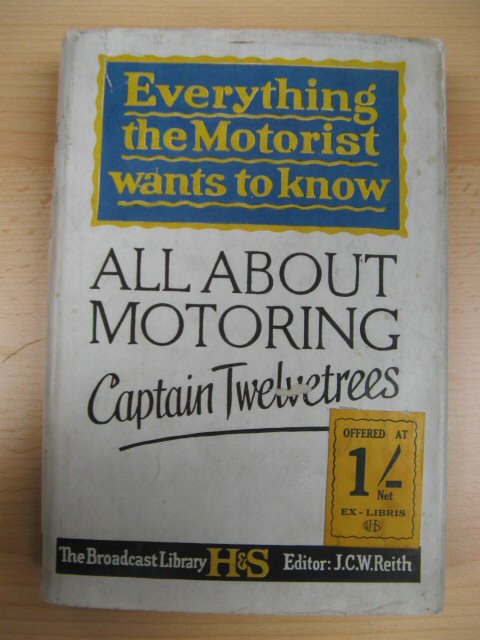 Everything
the Motorist
wants to know
ALL ABOUT
MOTORING
Captain Twelvetrees
OFFERED AT
1/-
Net
EX-LIBRIS
The Broadcast Library H&S Editor: J.C.W. Reith